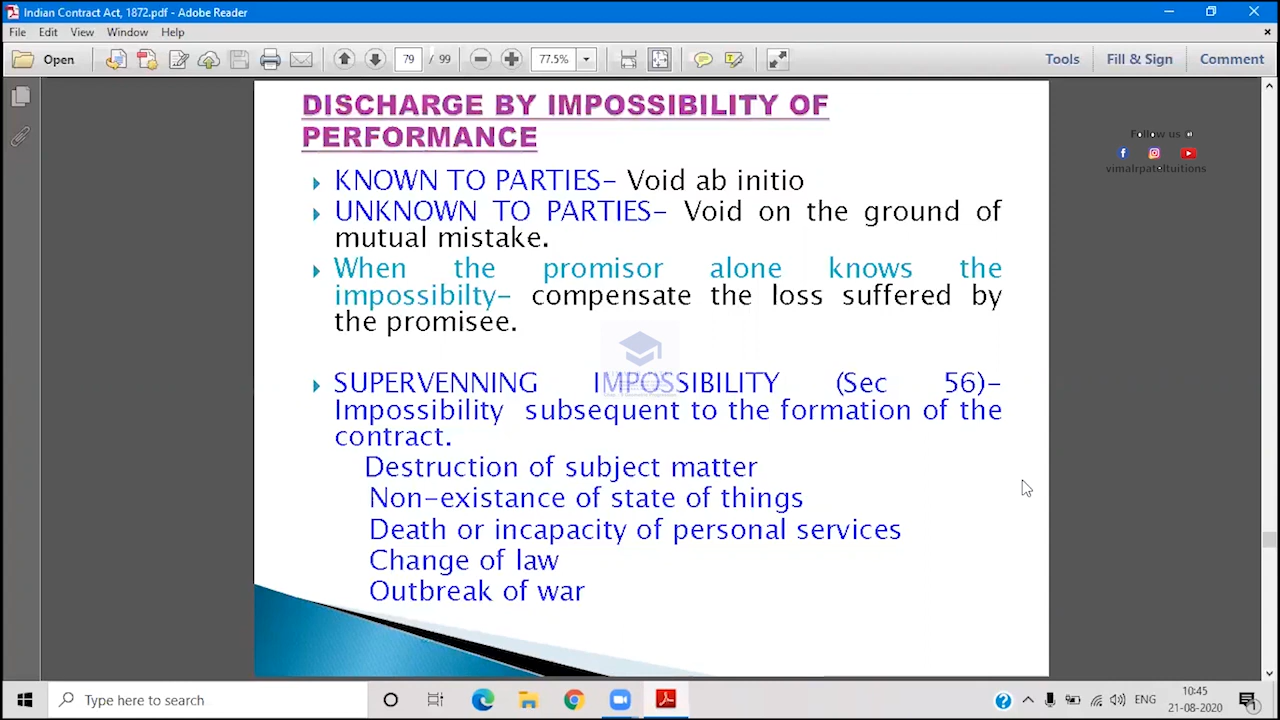 Indian Contract Act, 1872.pdf - Adobe Reader
File Edit View Window Help
Open 79 / 99 77.5% Tools Fill & Sign Comment
DISCHARGE BY IMPOSSIBILITY OF
PERFORMANCE
Follow us on
vimalrpateltuitions
KNOWN TO PARTIES- Void ab initio
UNKNOWN TO PARTIES- Void on the ground of
mutual mistake.
When the promisor alone knows the
impossibilty- compensate the loss suffered by
the promisee.
SUPERVENNING IMPOSSIBILITY (Sec 56)-
Impossibility subsequent to the formation of the
contract.
Destruction of subject matter
Non-existance of state of things
Death or incapacity of personal services
Change of law
Outbreak of war
Type here to search
ENG
10:45
21-08-2020
1